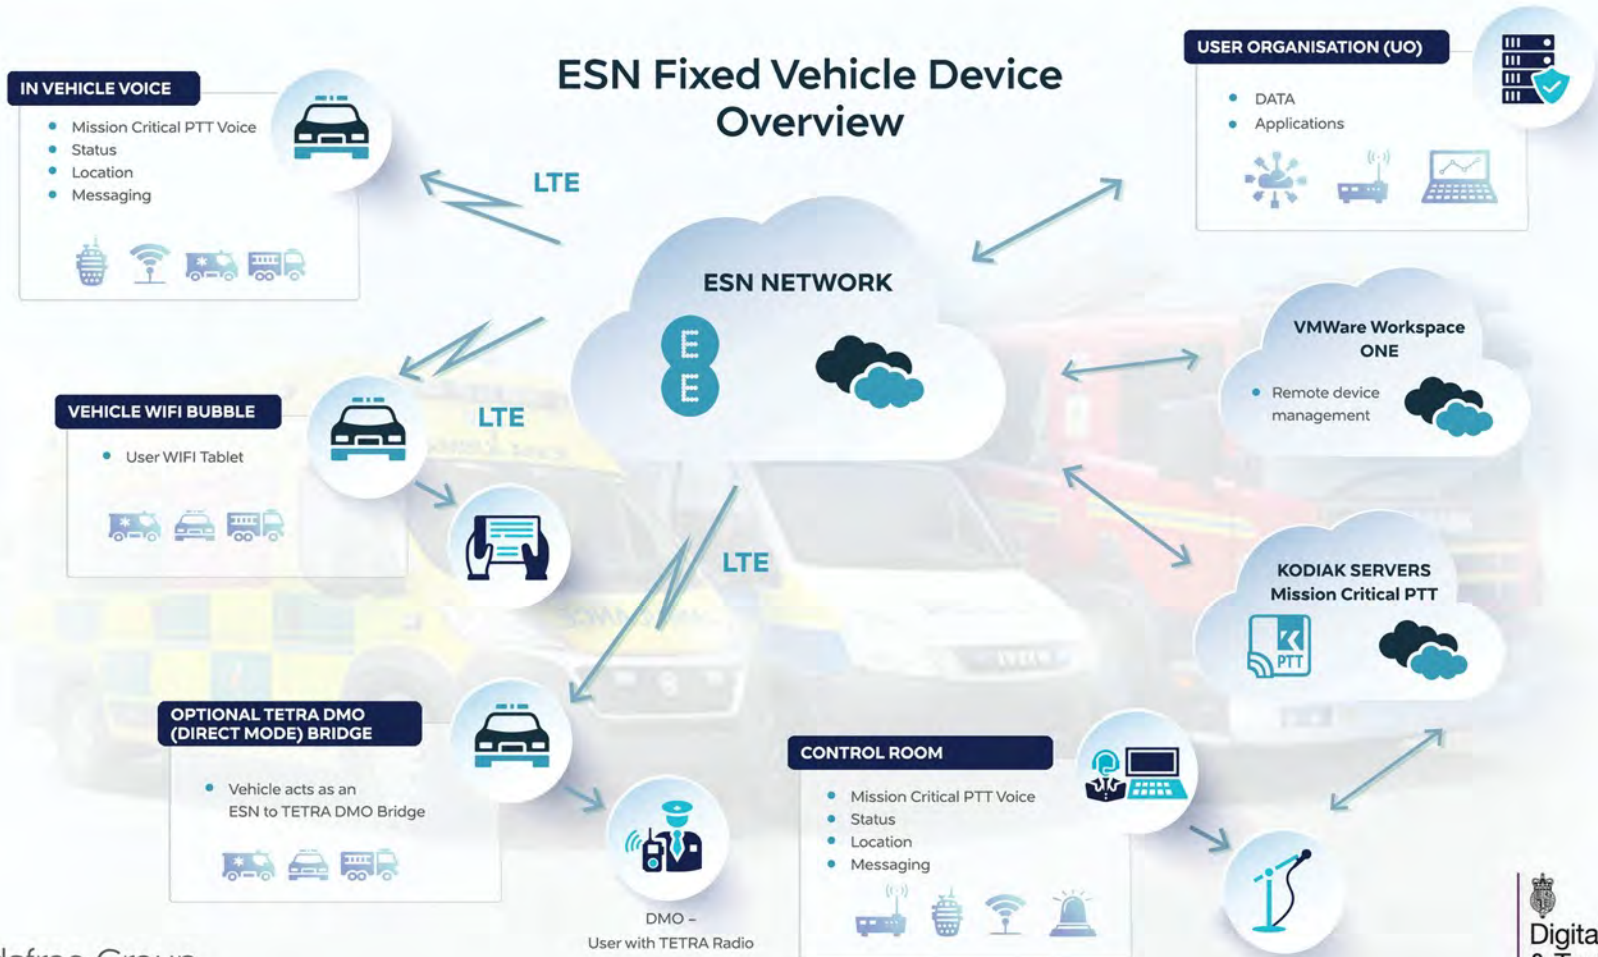 ESN Fixed Vehicle Device
Overview
IN VEHICLE VOICE
Mission Critical PTT Voice
Status
Location
Messaging
LTE
USER ORGANISATION (UO)
DATA
Applications
ESN NETWORK
E
E
VMWare Workspace
ONE
Remote device
management
VEHICLE WIFI BUBBLE
User WIFI Tablet
LTE
LTE
KODIAK SERVERS
Mission Critical PTT
K
PTT
OPTIONAL TETRA DMO
(DIRECT MODE) BRIDGE
Vehicle acts as an
ESN to TETRA DMO Bridge
DMO –
User with TETRA Radio
CONTROL ROOM
Mission Critical PTT Voice
Status
Location
Messaging
Group
Digita